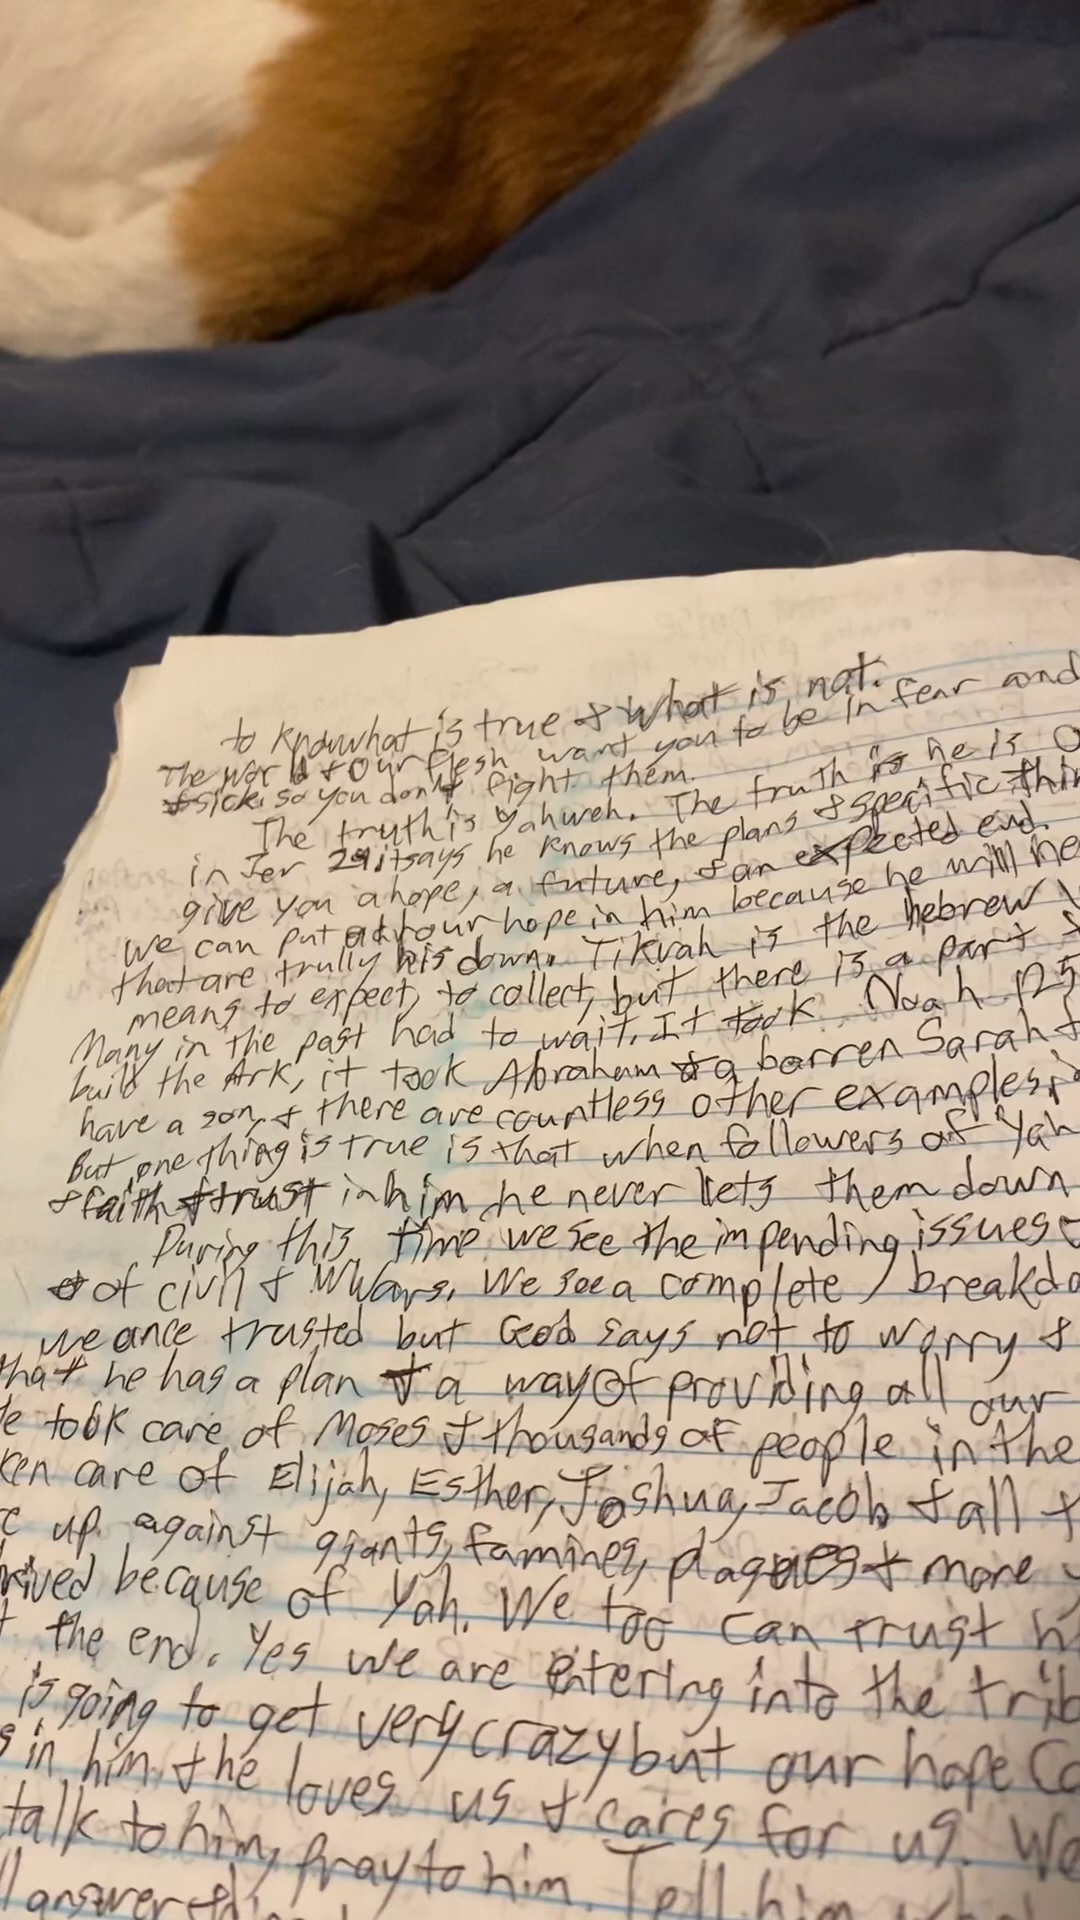 to know what is true & what is not.
The world & our flesh want you to be in fear and
sick so you don't fight them.
The truth is Yahweh. The truth is he is
in Jer 29 it says he knows the plans & specific
give you a hope, a future, & an expected end.
We can put our hope in him because he will
that are trully his down. Tikvah is the hebrew
means to expect, to collect, but there is a part
Many in the past had to wait. It took Noah 125
build the Ark, it took Abraham & a barren Sarah
have a son, & there are countless other examples,
But one thing is true is that when followers of Yah
& faith & trust in him he never lets them down
During this time we see the impending issues
of civil & Wars. We see a complete
we once trusted but God says not to worry &
that he has a plan & a way of providing all our
took care of Moses & thousands of people in the
care of Elijah, Esther, Joshua, Jacob & all
up against giants, famines, plagues & more
because of Yah. We too can trust
the end. Yes we are entering into the
is going to get very crazy but our hope
in him & he loves us & cares for us. We
talk to him, pray to him. Tell him
answer